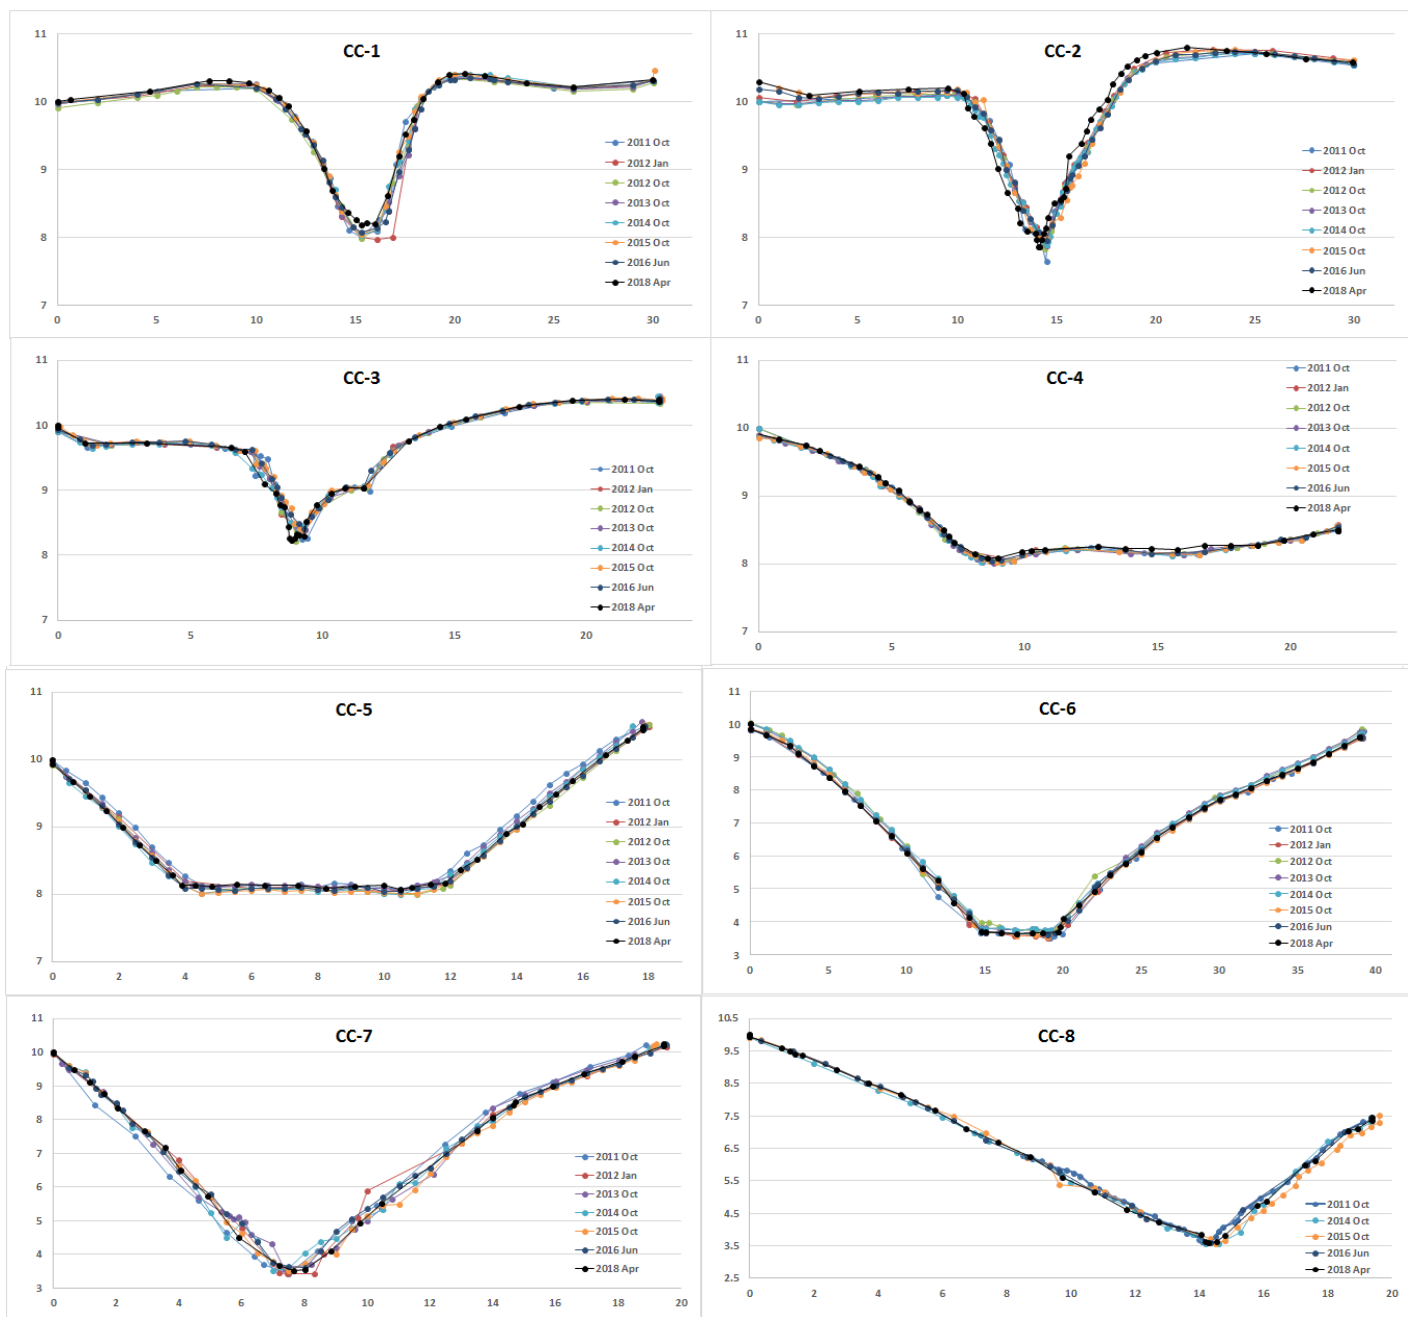 CC-1
11
10
9
8
7
0 5 10 15 20 25 30
2011 Oct
2012 Jan
2012 Oct
2013 Oct
2014 Oct
2015 Oct
2016 Jun
2018 Apr
CC-2
11
10
9
8
7
0 5 10 15 20 25 30
2011 Oct
2012 Jan
2012 Oct
2013 Oct
2014 Oct
2015 Oct
2016 Jun
2018 Apr
CC-3
11
10
9
8
7
0 5 10 15 20
2011 Oct
2012 Jan
2012 Oct
2013 Oct
2014 Oct
2015 Oct
2016 Jun
2018 Apr
CC-4
11
10
9
8
7
0 5 10 15 20
2011 Oct
2012 Jan
2012 Oct
2013 Oct
2014 Oct
2015 Oct
2016 Jun
2018 Apr
CC-5
11
10
9
8
7
0 2 4 6 8 10 12 14 16 18
2011 Oct
2012 Jan
2012 Oct
2013 Oct
2014 Oct
2015 Oct
2016 Jun
2018 Apr
CC-6
11
10
9
8
7
6
5
4
3
0 5 10 15 20 25 30 35 40
2011 Oct
2012 Jan
2012 Oct
2013 Oct
2014 Oct
2015 Oct
2016 Jun
2018 Apr
CC-7
11
10
9
8
7
6
5
4
3
0 2 4 6 8 10 12 14 16 18 20
2011 Oct
2012 Jan
2013 Oct
2014 Oct
2015 Oct
2016 Jun
2018 Apr
CC-8
10.5
9.5
8.5
7.5
6.5
5.5
4.5
3.5
2.5
0 2 4 6 8 10 12 14 16 18 20
2011 Oct
2014 Oct
2015 Oct
2016 Jun
2018 Apr